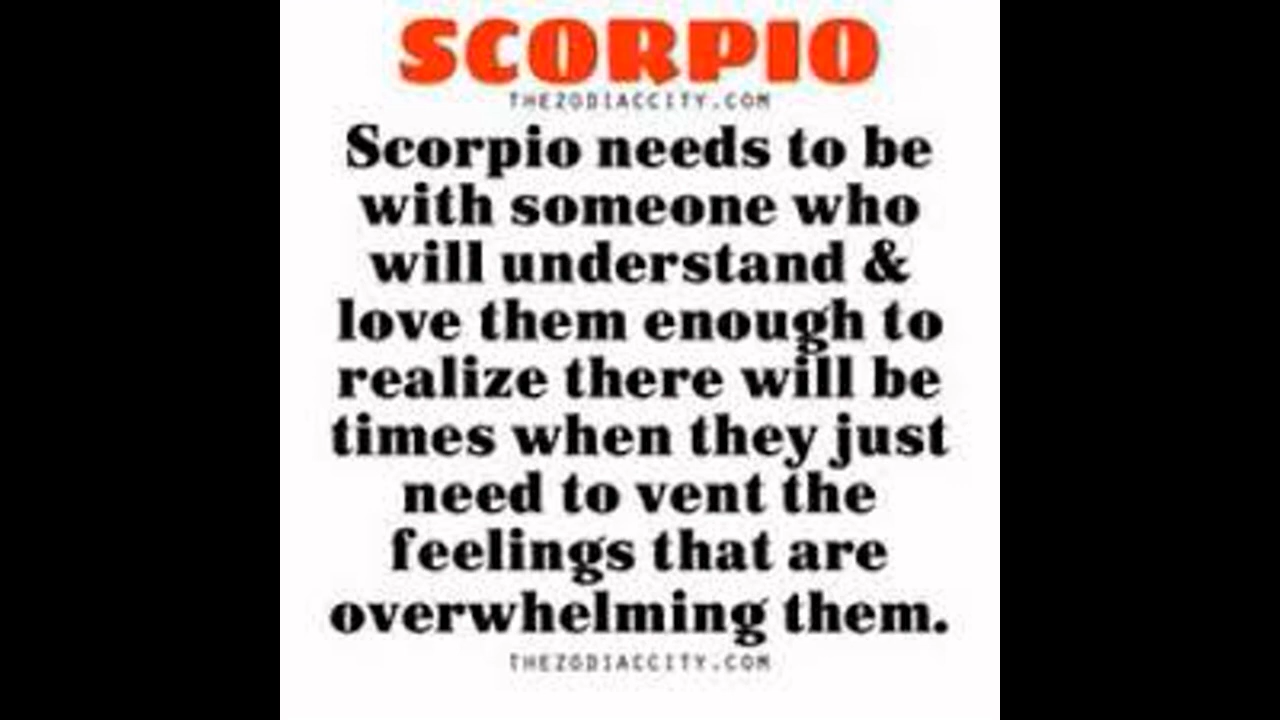 SCORPIO
THEZODIACCITY.COM
Scorpio needs to be
with someone who
will understand &
love them enough to
realize there will be
times when they just
need to vent the
feelings that are
overwhelming them.
THEZODIACCITY.COM